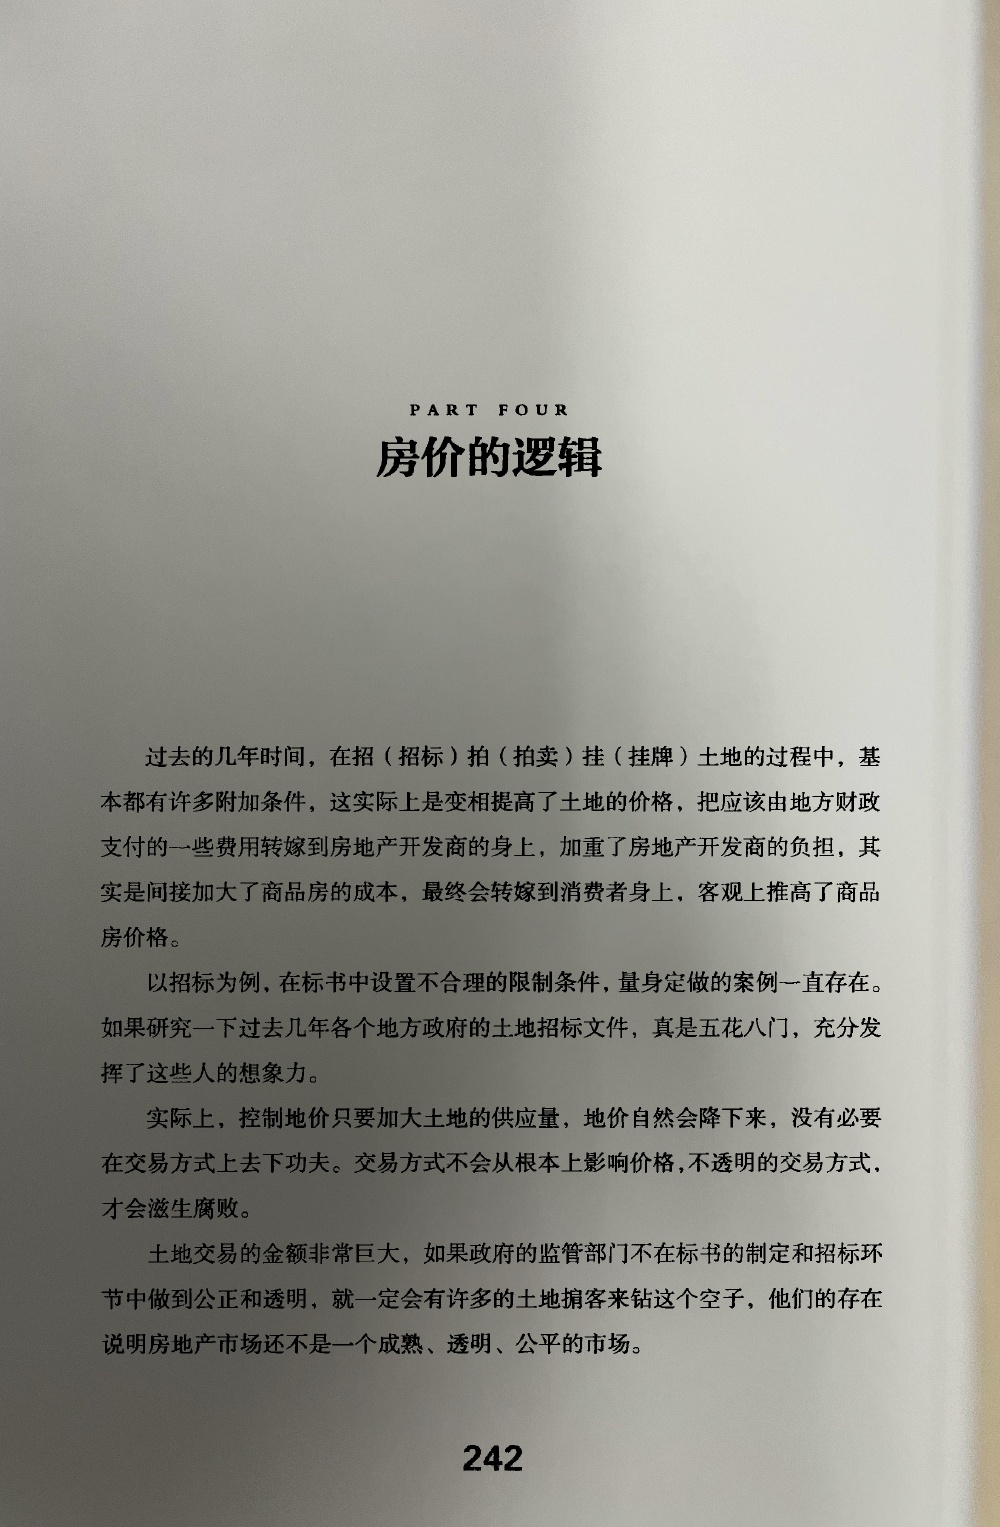 PART FOUR
房价的逻辑
过去的几年时间，在招（招标）拍（拍卖）挂（挂牌）土地的过程中，基
本都有许多附加条件，这实际上是变相提高了土地的价格，把应该由地方财政
支付的一些费用转嫁到房地产开发商的身上，加重了房地产开发商的负担，其
实是间接加大了商品房的成本，最终会转嫁到消费者身上，客观上推高了商品
房价格。
以招标为例，在标书中设置不合理的限制条件，量身定做的案例一直存在。
如果研究一下过去几年各个地方政府的土地招标文件，真是五花八门，充分发
挥了这些人的想象力。
实际上，控制地价只要加大土地的供应量，地价自然会降下来，没有必要
在交易方式上去下功夫。交易方式不会从根本上影响价格，不透明的交易方式，
才会滋生腐败。
土地交易的金额非常巨大，如果政府的监管部门不在标书的制定和招标环
节中做到公正和透明，就一定会有许多的土地掮客来钻这个空子，他们的存在
说明房地产市场还不是一个成熟、透明、公平的市场。
242